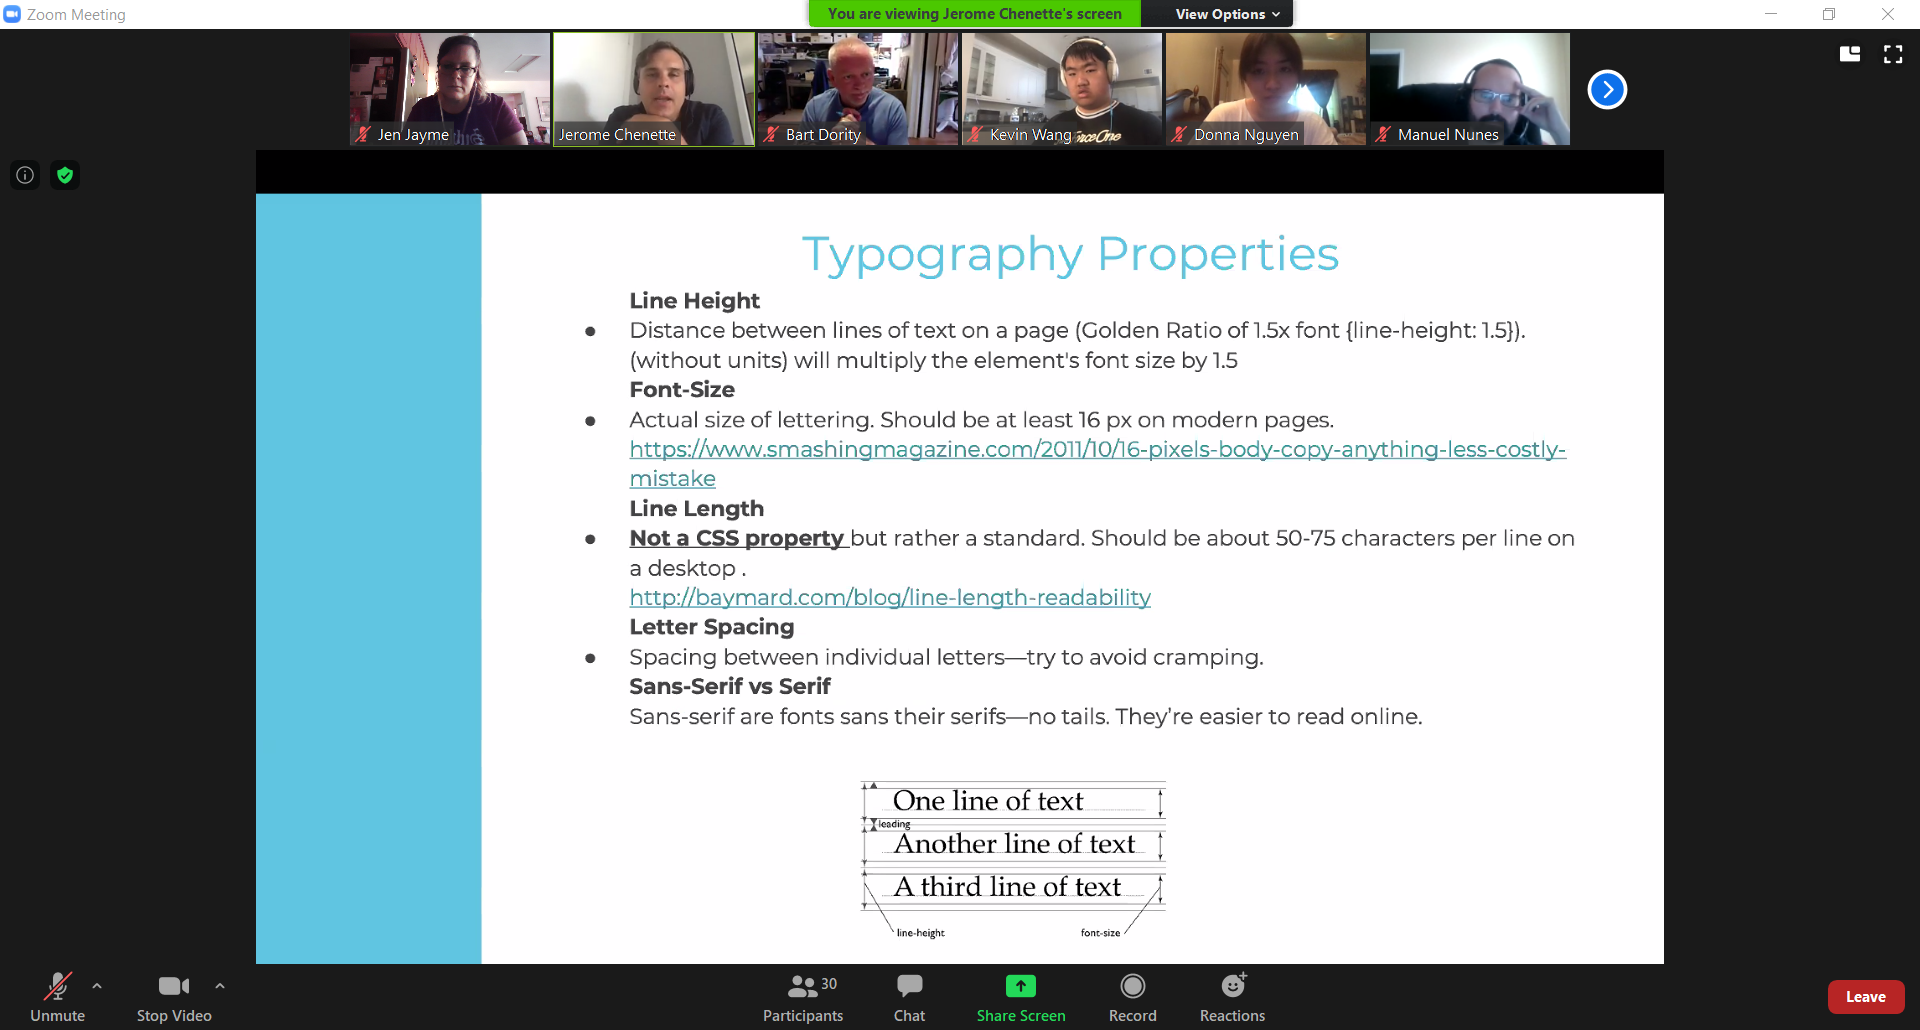 Zoom Meeting
You are viewing Jerome Chenette's screen
View Options
Jen Jayme
Jerome Chenette
Bart Dority
Kevin Wang
Donna Nguyen
Manuel Nunes
Typography Properties
Line Height
● Distance between lines of text on a page (Golden Ratio of 1.5x font {line-height: 1.5}).
(without units) will multiply the element's font size by 1.5
Font-Size
● Actual size of lettering. Should be at least 16 px on modern pages.
https://www.smashingmagazine.com/2011/10/16-pixels-body-copy-anything-less-costly-
mistake
Line Length
● Not a CSS property but rather a standard. Should be about 50-75 characters per line on
a desktop .
http://baymard.com/blog/line-length-readability
Letter Spacing
● Spacing between individual letters—try to avoid cramping.
Sans-Serif vs Serif
Sans-serif are fonts sans their serifs—no tails. They’re easier to read online.
One line of text
leading
Another line of text
A third line of text
line-height
font-size
Unmute
Stop Video
30
Participants
Chat
Share Screen
Record
Reactions
Leave